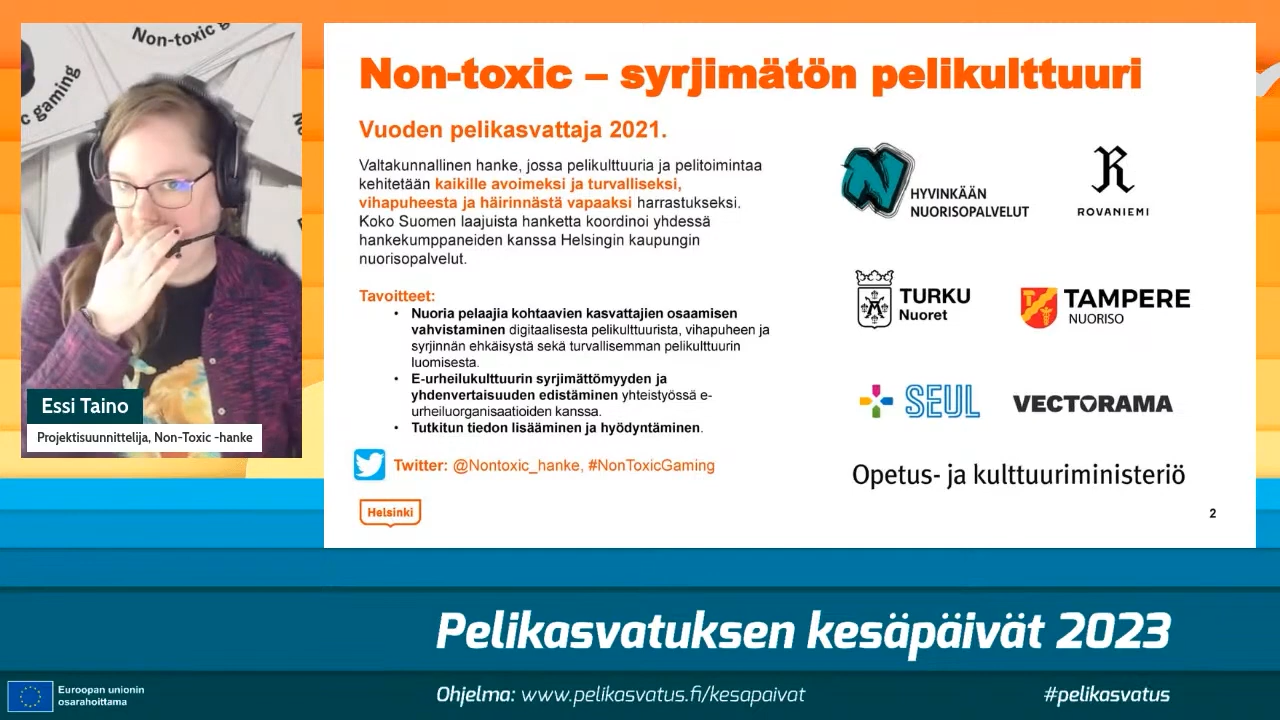 Non-toxic g
c gaming
Essi Taino
Projektisuunnittelija, Non-Toxic -hanke
Non-toxic – syrjimätön pelikulttuuri
Vuoden pelikasvattaja 2021.
Valtakunnallinen hanke, jossa pelikulttuuria ja pelitoimintaa
kehitetään kaikille avoimeksi ja turvalliseksi,
vihapuheesta ja häirinnästä vapaaksi harrastukseksi.
Koko Suomen laajuista hanketta koordinoi yhdessä
hankekumppaneiden kanssa Helsingin kaupungin
nuorisopalvelut.
Tavoitteet:
• Nuoria pelaajia kohtaavien kasvattajien osaamisen
vahvistaminen digitaalisesta pelikulttuurista, vihapuheen ja
syrjinnän ehkäisystä sekä turvallisemman pelikulttuurin
luomisesta.
• E-urheilukulttuurin syrjimättömyyden ja
yhdenvertaisuuden edistäminen yhteistyössä e-
urheiluorganisaatioiden kanssa.
• Tutkitun tiedon lisääminen ja hyödyntäminen.
Twitter: @Nontoxic_hanke, #NonToxicGaming
Helsinki
N
HYVINKÄÄN
NUORISOPALVELUT
R
ROVANIEMI
TURKU
Nuoret
TAMPERE
NUORISO
SEUL
VECTORAMA
Opetus- ja kulttuuriministeriö
2
Pelikasvatuksen kesäpäivät 2023
Euroopan unionin
osarahoittama
Ohjelma: www.pelikasvatus.fi/kesapaivat
#pelikasvatus